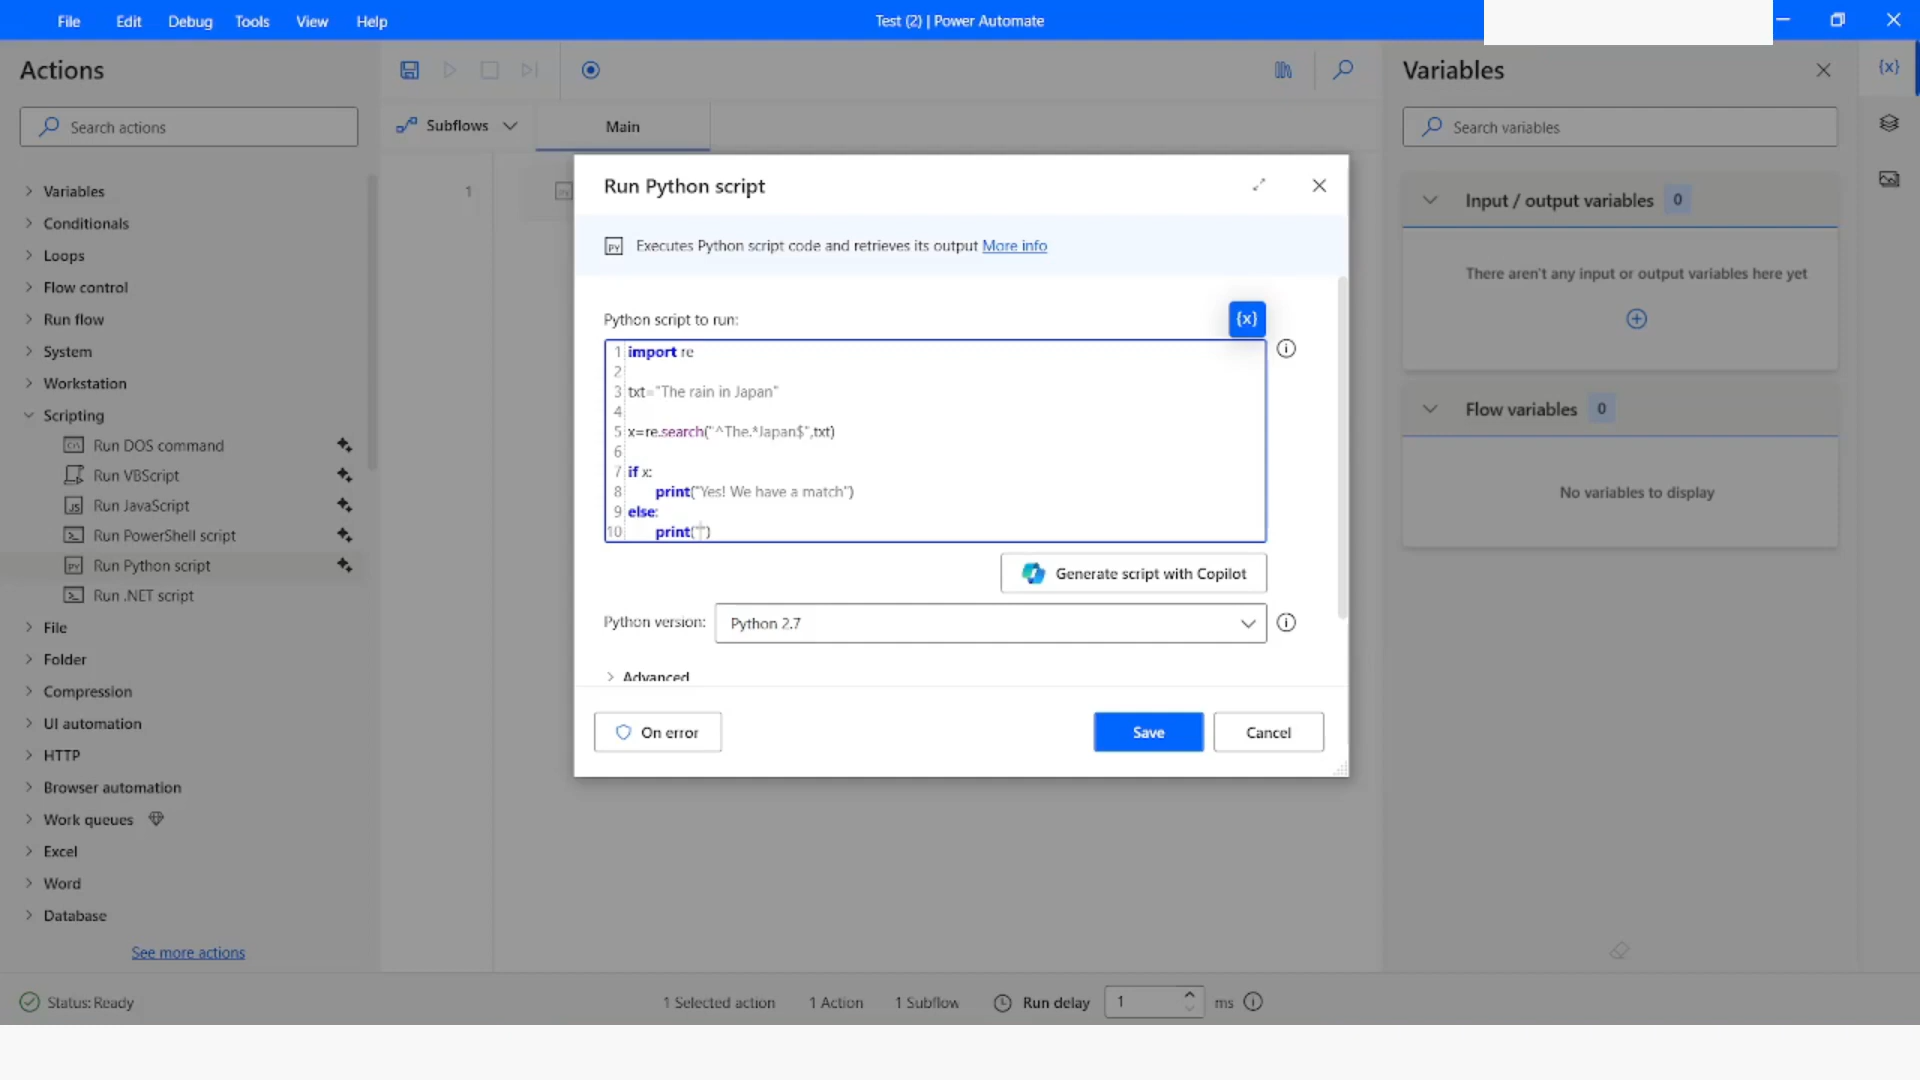 File Edit Debug Tools View Help Test (2) | Power Automate
Actions
Search actions
Variables
Conditionals
Loops
Flow control
Run flow
System
Workstation
Scripting
Run DOS command
Run VBScript
Run JavaScript
Run PowerShell script
Run Python script
Run .NET script
File
Folder
Compression
UI automation
HTTP
Browser automation
Work queues
Excel
Word
Database
See more actions
Subflows Main
1
Run Python script
PY Executes Python script code and retrieves its output More info
Python script to run: {x}
1 import re
2
3 txt="The rain in Japan"
4
5 x=re.search("^The.*Japan$",txt)
6
7 if x:
8 print("Yes! We have a match")
9 else:
10 print("")
Generate script with Copilot
Python version: Python 2.7
Advanced
On error Save Cancel
Variables {x}
Search variables
Input / output variables 0
There aren't any input or output variables here yet
Flow variables 0
No variables to display
Status: Ready 1 Selected action 1 Action 1 Subflow Run delay 1 ms